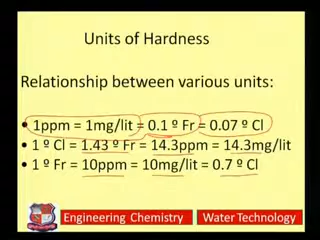 Units of Hardness
Relationship between various units:
• 1ppm = 1mg/lit = 0.1 º Fr = 0.07 º Cl
• 1 º Cl = 1.43 º Fr = 14.3ppm = 14.3mg/lit
• 1 º Fr = 10ppm = 10mg/lit = 0.7 º Cl
Engineering Chemistry
Water Technology